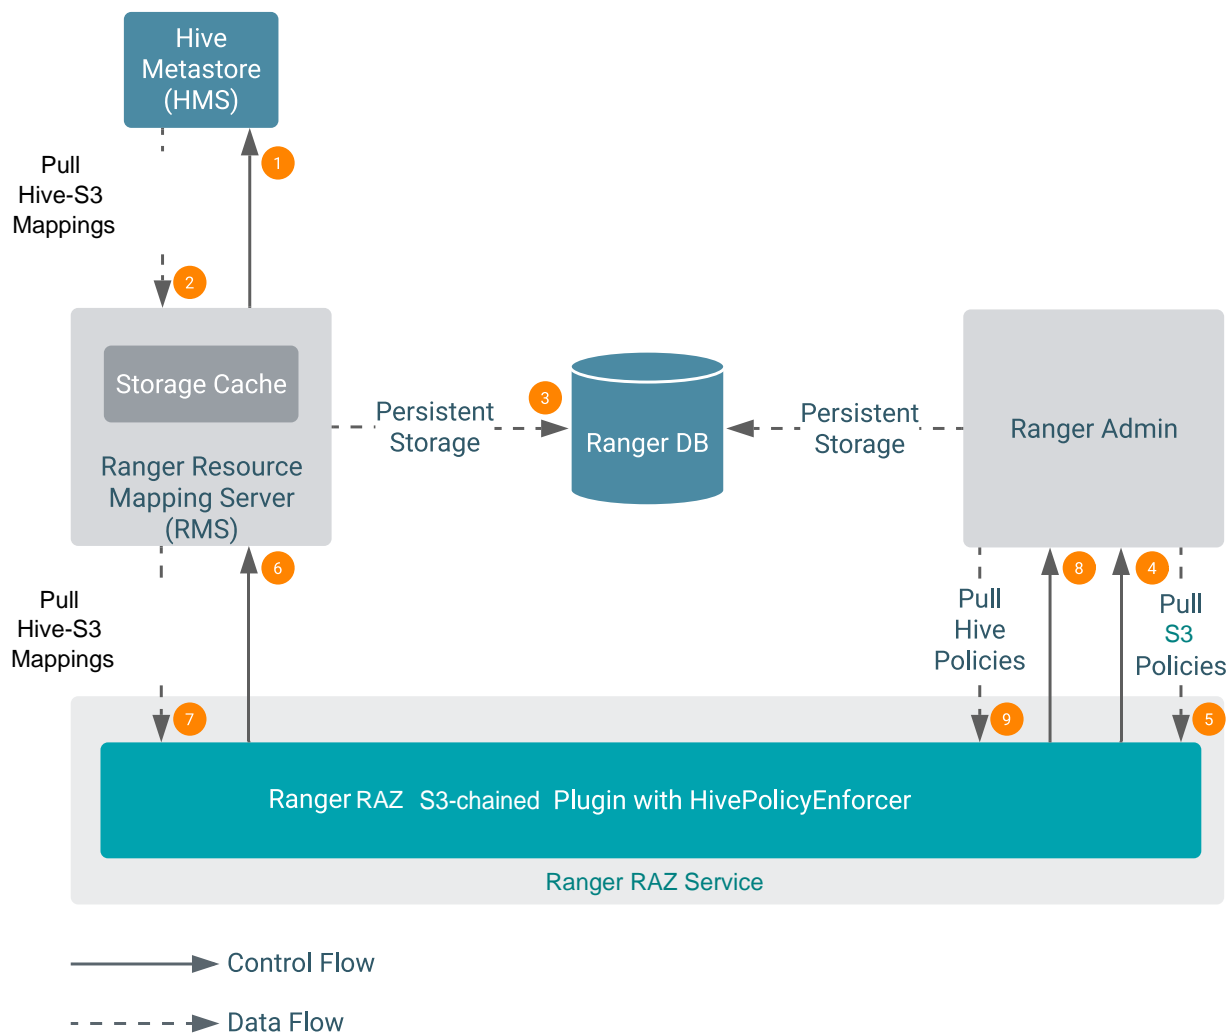 Hive
Metastore
(HMS)
1
Pull
Hive-S3
Mappings
2
Storage Cache
Ranger Resource
Mapping Server
(RMS)
Persistent
Storage
3
Ranger DB
Persistent
Storage
Ranger Admin
6
8
4
Pull
Hive-S3
Mappings
Pull
Hive
Policies
Pull
S3
Policies
7
9
5
Ranger RAZ S3-chained Plugin with HivePolicyEnforcer
Ranger RAZ Service
Control Flow
Data Flow